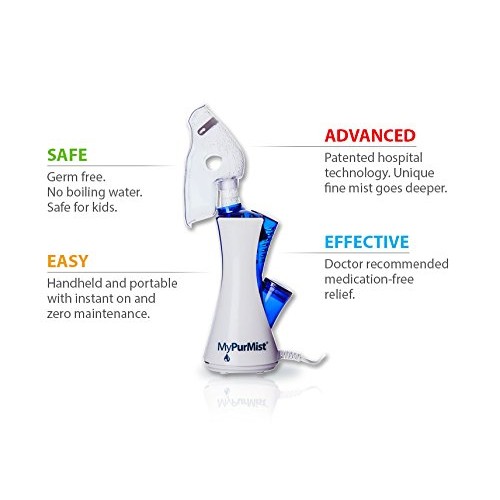 SAFE
Germ free.
No boiling water.
Safe for kids.
EASY
Handheld and portable
with instant on and
zero maintenance.
ADVANCED
Patented hospital
technology. Unique
fine mist goes deeper.
EFFECTIVE
Doctor recommended
medication-free
relief.
MyPurMist®